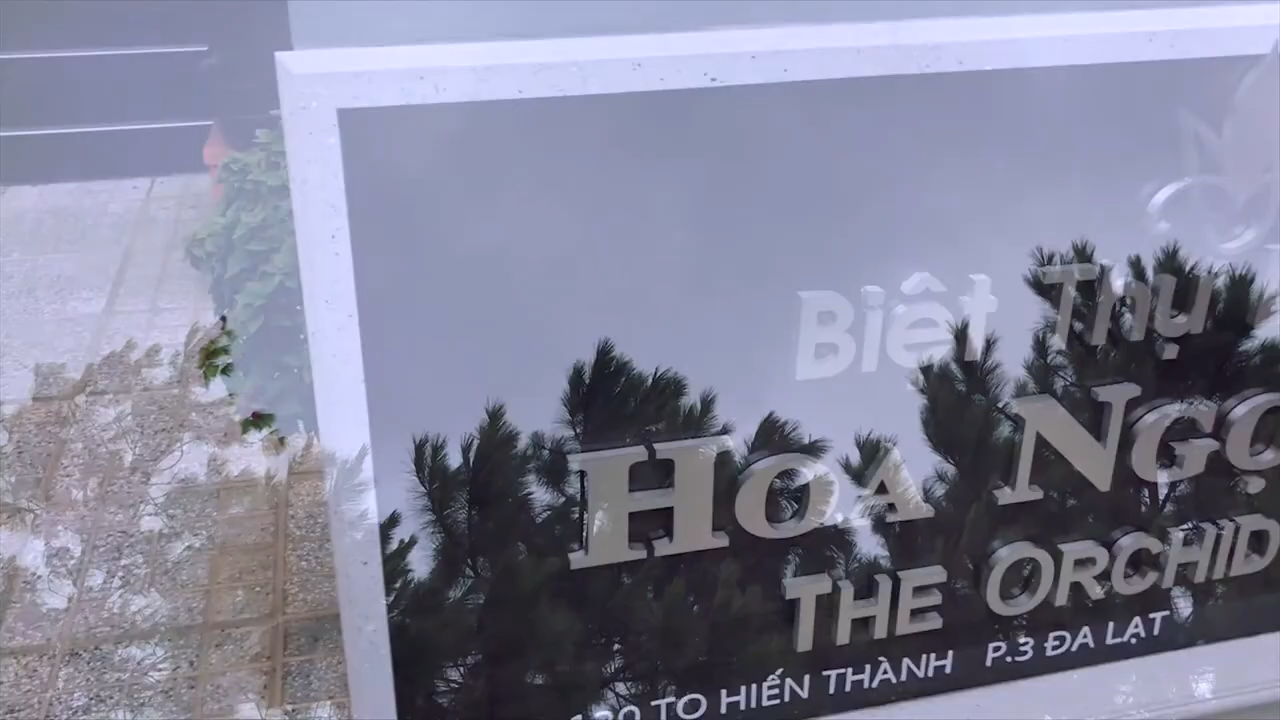 Biệt Thự
HOA NGỌ
THE ORCHID
TO HIẾN THÀNH P.3 ĐA LẠT